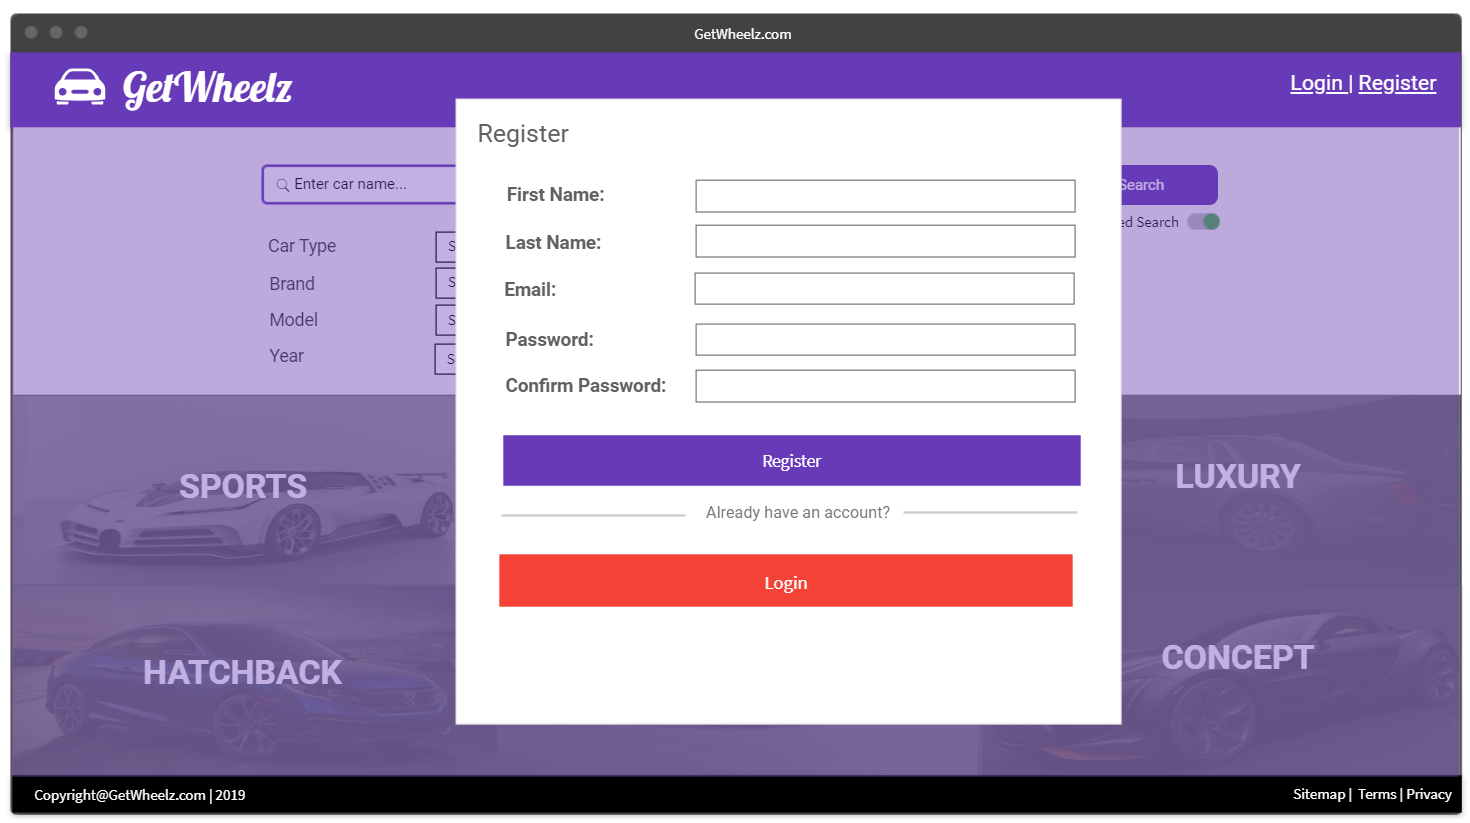 GetWheelz.com
GetWheelz
Login | Register
Register
Enter car name...
Search
ed Search
First Name:
Last Name:
Email:
Password:
Confirm Password:
Car Type S
Brand S
Model S
Year S
Register
Already have an account?
Login
SPORTS
LUXURY
HATCHBACK
CONCEPT
Copyright@GetWheelz.com | 2019
Sitemap | Terms | Privacy